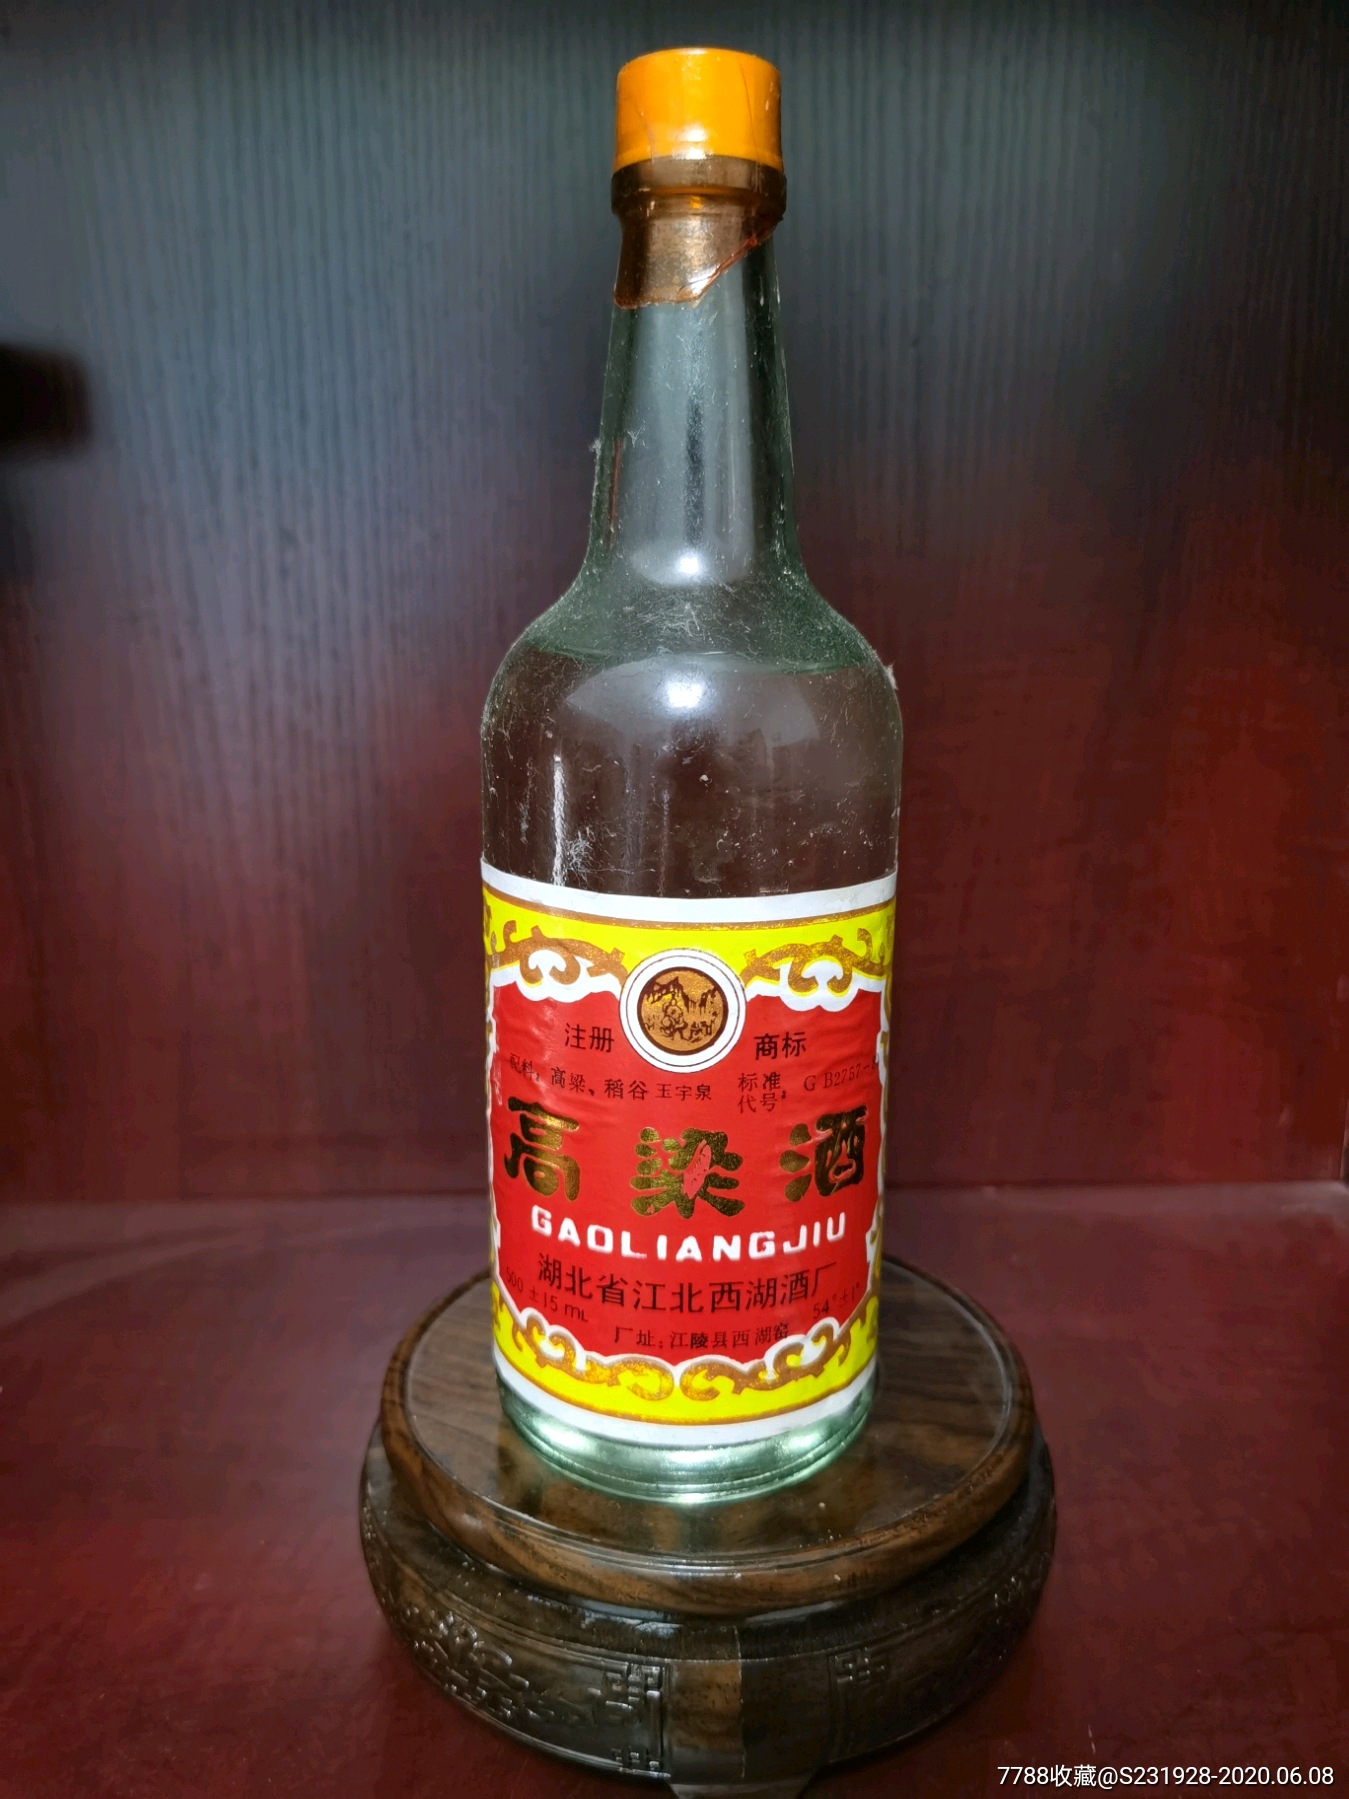 注册 商标
配料：高粱、稻谷 玉宇泉 标准代号：GB2757-
高粱酒
GAOLIANGJIU
湖北省江北西湖酒厂
500±15mL 54°±1°
厂址：江陵县西湖窑
7788收藏@S231928-2020.06.08